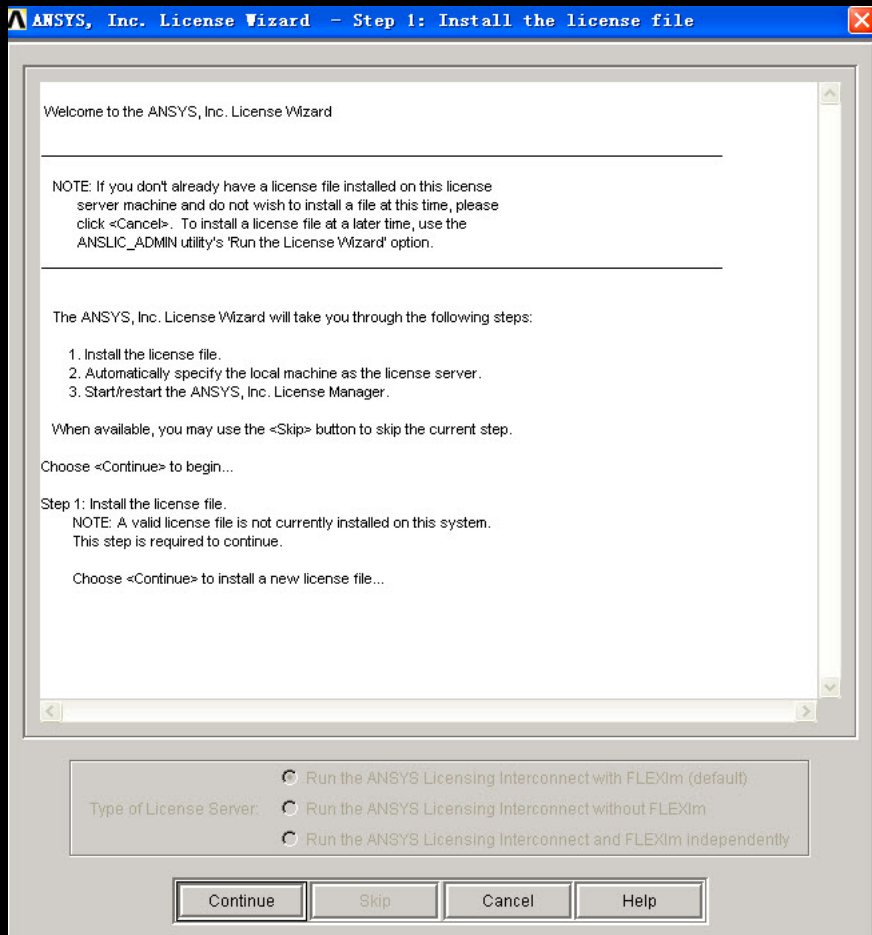 ANSYS, Inc. License Wizard - Step 1: Install the license file
Welcome to the ANSYS, Inc. License Wizard
NOTE: If you don't already have a license file installed on this license
server machine and do not wish to install a file at this time, please
click <Cancel>. To install a license file at a later time, use the
ANSLIC_ADMIN utility's 'Run the License Wizard' option.
The ANSYS, Inc. License Wizard will take you through the following steps:
1. Install the license file.
2. Automatically specify the local machine as the license server.
3. Start/restart the ANSYS, Inc. License Manager.
When available, you may use the <Skip> button to skip the current step.
Choose <Continue> to begin...
Step 1: Install the license file.
NOTE: A valid license file is not currently installed on this system.
This step is required to continue.
Choose <Continue> to install a new license file...
Type of License Server:
Run the ANSYS Licensing Interconnect with FLEXlm (default)
Run the ANSYS Licensing Interconnect without FLEXlm
Run the ANSYS Licensing Interconnect and FLEXlm independently
Continue Skip Cancel Help